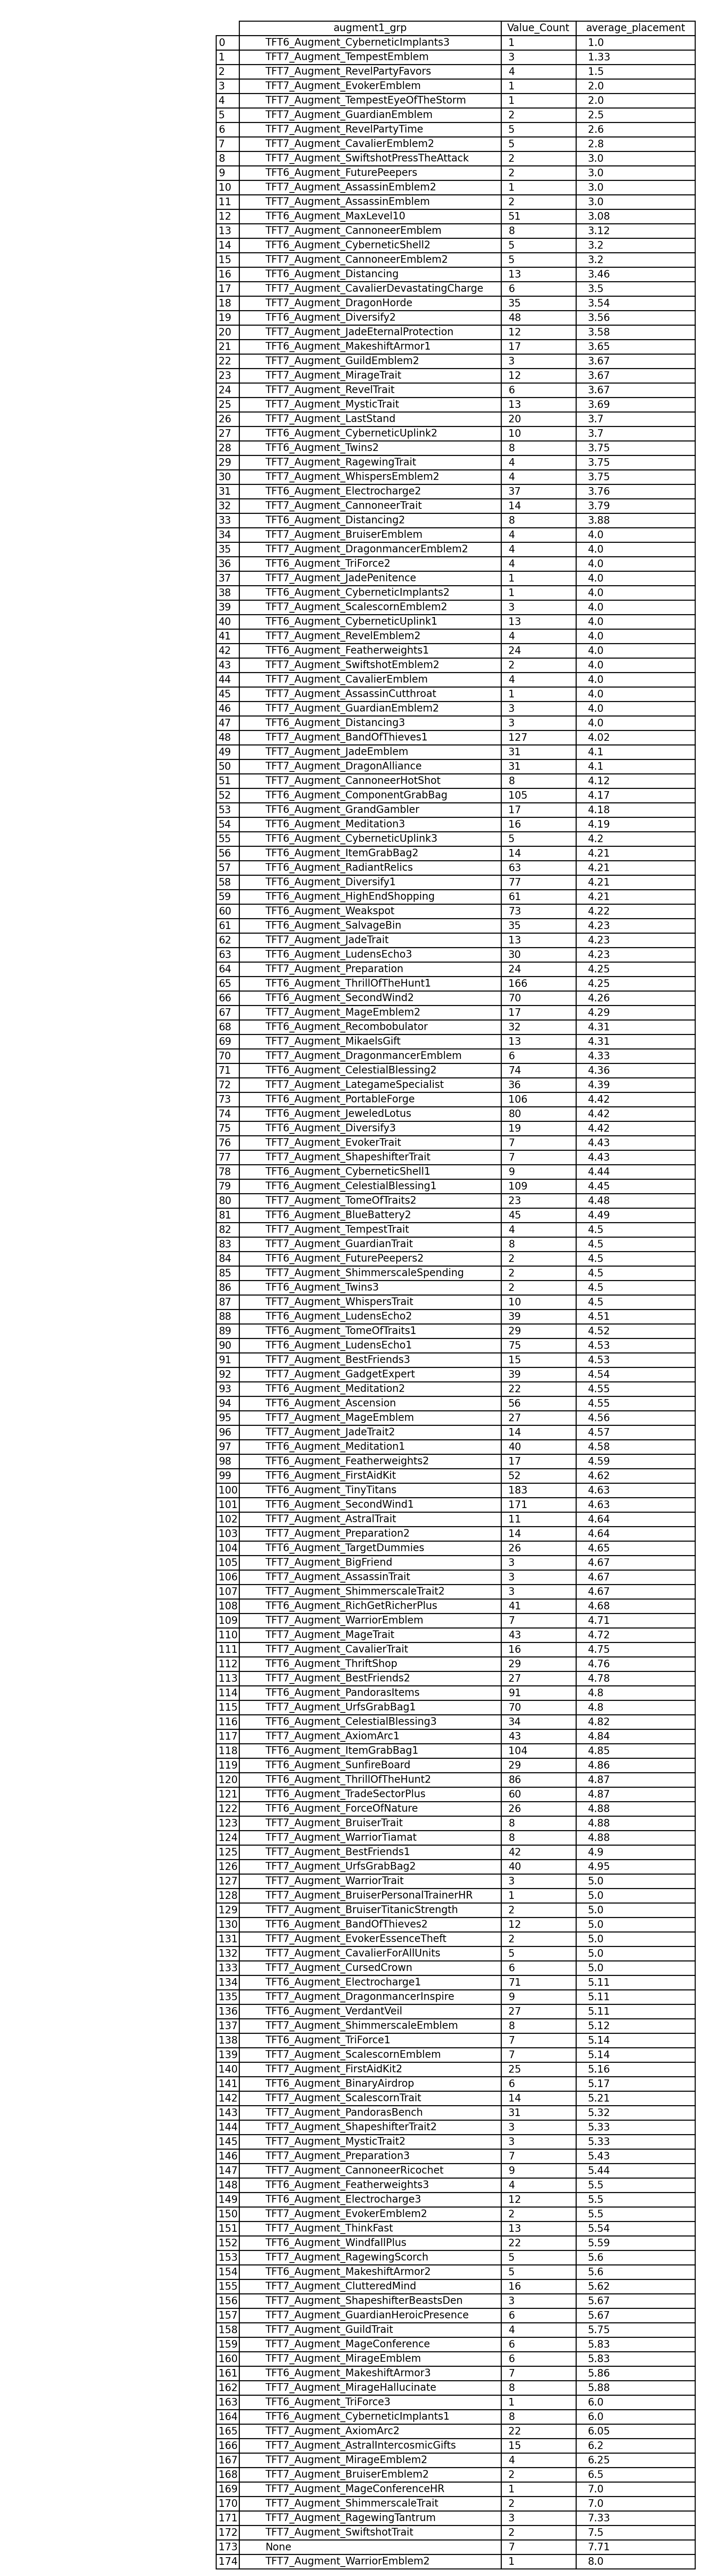 augment1_grp Value_Count average_placement
0 TFT6_Augment_CyberneticImplants3 1 1.0
1 TFT7_Augment_TempestEmblem 3 1.33
2 TFT7_Augment_RevelPartyFavors 4 1.5
3 TFT7_Augment_EvokerEmblem 1 2.0
4 TFT7_Augment_TempestEyeOfTheStorm 1 2.0
5 TFT7_Augment_GuardianEmblem 2 2.5
6 TFT7_Augment_RevelPartyTime 5 2.6
7 TFT7_Augment_CavalierEmblem2 5 2.8
8 TFT7_Augment_SwiftshotPressTheAttack 2 3.0
9 TFT6_Augment_FuturePeepers 2 3.0
10 TFT7_Augment_AssassinEmblem2 1 3.0
11 TFT7_Augment_AssassinEmblem 2 3.0
12 TFT6_Augment_MaxLevel10 51 3.08
13 TFT7_Augment_CannoneerEmblem 8 3.12
14 TFT6_Augment_CyberneticShell2 5 3.2
15 TFT7_Augment_CannoneerEmblem2 5 3.2
16 TFT6_Augment_Distancing 13 3.46
17 TFT7_Augment_CavalierDevastatingCharge 6 3.5
18 TFT7_Augment_DragonHorde 35 3.54
19 TFT6_Augment_Diversify2 48 3.56
20 TFT7_Augment_JadeEternalProtection 12 3.58
21 TFT6_Augment_MakeshiftArmor1 17 3.65
22 TFT7_Augment_GuildEmblem2 3 3.67
23 TFT7_Augment_MirageTrait 12 3.67
24 TFT7_Augment_RevelTrait 6 3.67
25 TFT7_Augment_MysticTrait 13 3.69
26 TFT7_Augment_LastStand 20 3.7
27 TFT6_Augment_CyberneticUplink2 10 3.7
28 TFT6_Augment_Twins2 8 3.75
29 TFT7_Augment_RagewingTrait 4 3.75
30 TFT7_Augment_WhispersEmblem2 4 3.75
31 TFT6_Augment_Electrocharge2 37 3.76
32 TFT7_Augment_CannoneerTrait 14 3.79
33 TFT6_Augment_Distancing2 8 3.88
34 TFT7_Augment_BruiserEmblem 4 4.0
35 TFT7_Augment_DragonmancerEmblem2 4 4.0
36 TFT6_Augment_TriForce2 4 4.0
37 TFT7_Augment_JadePenitence 1 4.0
38 TFT6_Augment_CyberneticImplants2 1 4.0
39 TFT7_Augment_ScalescornEmblem2 3 4.0
40 TFT6_Augment_CyberneticUplink1 13 4.0
41 TFT7_Augment_RevelEmblem2 4 4.0
42 TFT6_Augment_Featherweights1 24 4.0
43 TFT7_Augment_SwiftshotEmblem2 2 4.0
44 TFT7_Augment_CavalierEmblem 4 4.0
45 TFT7_Augment_AssassinCutthroat 1 4.0
46 TFT7_Augment_GuardianEmblem2 3 4.0
47 TFT6_Augment_Distancing3 3 4.0
48 TFT7_Augment_BandOfThieves1 127 4.02
49 TFT7_Augment_JadeEmblem 31 4.1
50 TFT7_Augment_DragonAlliance 31 4.1
51 TFT7_Augment_CannoneerHotShot 8 4.12
52 TFT6_Augment_ComponentGrabBag 105 4.17
53 TFT6_Augment_GrandGambler 17 4.18
54 TFT6_Augment_Meditation3 16 4.19
55 TFT6_Augment_CyberneticUplink3 5 4.2
56 TFT6_Augment_ItemGrabBag2 14 4.21
57 TFT6_Augment_RadiantRelics 63 4.21
58 TFT6_Augment_Diversify1 77 4.21
59 TFT6_Augment_HighEndShopping 61 4.21
60 TFT6_Augment_Weakspot 73 4.22
61 TFT6_Augment_SalvageBin 35 4.23
62 TFT7_Augment_JadeTrait 13 4.23
63 TFT6_Augment_LudensEcho3 30 4.23
64 TFT7_Augment_Preparation 24 4.25
65 TFT6_Augment_ThrillOfTheHunt1 166 4.25
66 TFT6_Augment_SecondWind2 70 4.26
67 TFT7_Augment_MageEmblem2 17 4.29
68 TFT6_Augment_Recombobulator 32 4.31
69 TFT7_Augment_MikaelsGift 13 4.31
70 TFT7_Augment_DragonmancerEmblem 6 4.33
71 TFT6_Augment_CelestialBlessing2 74 4.36
72 TFT7_Augment_LategameSpecialist 36 4.39
73 TFT6_Augment_PortableForge 106 4.42
74 TFT6_Augment_JeweledLotus 80 4.42
75 TFT6_Augment_Diversify3 19 4.42
76 TFT7_Augment_EvokerTrait 7 4.43
77 TFT7_Augment_ShapeshifterTrait 7 4.43
78 TFT6_Augment_CyberneticShell1 9 4.44
79 TFT6_Augment_CelestialBlessing1 109 4.45
80 TFT7_Augment_TomeOfTraits2 23 4.48
81 TFT6_Augment_BlueBattery2 45 4.49
82 TFT7_Augment_TempestTrait 4 4.5
83 TFT7_Augment_GuardianTrait 8 4.5
84 TFT6_Augment_FuturePeepers2 2 4.5
85 TFT7_Augment_ShimmerscaleSpending 2 4.5
86 TFT6_Augment_Twins3 2 4.5
87 TFT7_Augment_WhispersTrait 10 4.5
88 TFT6_Augment_LudensEcho2 39 4.51
89 TFT6_Augment_TomeOfTraits1 29 4.52
90 TFT6_Augment_LudensEcho1 75 4.53
91 TFT7_Augment_BestFriends3 15 4.53
92 TFT7_Augment_GadgetExpert 39 4.54
93 TFT6_Augment_Meditation2 22 4.55
94 TFT6_Augment_Ascension 56 4.55
95 TFT7_Augment_MageEmblem 27 4.56
96 TFT7_Augment_JadeTrait2 14 4.57
97 TFT6_Augment_Meditation1 40 4.58
98 TFT6_Augment_Featherweights2 17 4.59
99 TFT6_Augment_FirstAidKit 52 4.62
100 TFT6_Augment_TinyTitans 183 4.63
101 TFT6_Augment_SecondWind1 171 4.63
102 TFT7_Augment_AstralTrait 11 4.64
103 TFT7_Augment_Preparation2 14 4.64
104 TFT6_Augment_TargetDummies 26 4.65
105 TFT7_Augment_BigFriend 3 4.67
106 TFT7_Augment_AssassinTrait 3 4.67
107 TFT7_Augment_ShimmerscaleTrait2 3 4.67
108 TFT6_Augment_RichGetRicherPlus 41 4.68
109 TFT7_Augment_WarriorEmblem 7 4.71
110 TFT7_Augment_MageTrait 43 4.72
111 TFT7_Augment_CavalierTrait 16 4.75
112 TFT6_Augment_ThriftShop 29 4.76
113 TFT7_Augment_BestFriends2 27 4.78
114 TFT6_Augment_PandorasItems 91 4.8
115 TFT7_Augment_UrfsGrabBag1 70 4.8
116 TFT6_Augment_CelestialBlessing3 34 4.82
117 TFT7_Augment_AxiomArc1 43 4.84
118 TFT6_Augment_ItemGrabBag1 104 4.85
119 TFT6_Augment_SunfireBoard 29 4.86
120 TFT6_Augment_ThrillOfTheHunt2 86 4.87
121 TFT6_Augment_TradeSectorPlus 60 4.87
122 TFT6_Augment_ForceOfNature 26 4.88
123 TFT7_Augment_BruiserTrait 8 4.88
124 TFT7_Augment_WarriorTiamat 8 4.88
125 TFT7_Augment_BestFriends1 42 4.9
126 TFT7_Augment_UrfsGrabBag2 40 4.95
127 TFT7_Augment_WarriorTrait 3 5.0
128 TFT7_Augment_BruiserPersonalTrainerHR 1 5.0
129 TFT7_Augment_BruiserTitanicStrength 2 5.0
130 TFT6_Augment_BandOfThieves2 12 5.0
131 TFT7_Augment_EvokerEssenceTheft 2 5.0
132 TFT7_Augment_CavalierForAllUnits 5 5.0
133 TFT7_Augment_CursedCrown 6 5.0
134 TFT6_Augment_Electrocharge1 71 5.11
135 TFT7_Augment_DragonmancerInspire 9 5.11
136 TFT6_Augment_VerdantVeil 27 5.11
137 TFT7_Augment_ShimmerscaleEmblem 8 5.12
138 TFT6_Augment_TriForce1 7 5.14
139 TFT7_Augment_ScalescornEmblem 7 5.14
140 TFT7_Augment_FirstAidKit2 25 5.16
141 TFT6_Augment_BinaryAirdrop 6 5.17
142 TFT7_Augment_ScalescornTrait 14 5.21
143 TFT7_Augment_PandorasBench 31 5.32
144 TFT7_Augment_ShapeshifterTrait2 3 5.33
145 TFT7_Augment_MysticTrait2 3 5.33
146 TFT7_Augment_Preparation3 7 5.43
147 TFT7_Augment_CannoneerRicochet 9 5.44
148 TFT6_Augment_Featherweights3 4 5.5
149 TFT6_Augment_Electrocharge3 12 5.5
150 TFT7_Augment_EvokerEmblem2 2 5.5
151 TFT7_Augment_ThinkFast 13 5.54
152 TFT6_Augment_WindfallPlus 22 5.59
153 TFT7_Augment_RagewingScorch 5 5.6
154 TFT6_Augment_MakeshiftArmor2 5 5.6
155 TFT7_Augment_ClutteredMind 16 5.62
156 TFT7_Augment_ShapeshifterBeastsDen 3 5.67
157 TFT7_Augment_GuardianHeroicPresence 6 5.67
158 TFT7_Augment_GuildTrait 4 5.75
159 TFT7_Augment_MageConference 6 5.83
160 TFT7_Augment_MirageEmblem 6 5.83
161 TFT6_Augment_MakeshiftArmor3 7 5.86
162 TFT7_Augment_MirageHallucinate 8 5.88
163 TFT6_Augment_TriForce3 1 6.0
164 TFT6_Augment_CyberneticImplants1 8 6.0
165 TFT7_Augment_AxiomArc2 22 6.05
166 TFT7_Augment_AstralIntercosmicGifts 15 6.2
167 TFT7_Augment_MirageEmblem2 4 6.25
168 TFT7_Augment_BruiserEmblem2 2 6.5
169 TFT7_Augment_MageConferenceHR 1 7.0
170 TFT7_Augment_ShimmerscaleTrait 2 7.0
171 TFT7_Augment_RagewingTantrum 3 7.33
172 TFT7_Augment_SwiftshotTrait 2 7.5
173 None 7 7.71
174 TFT7_Augment_WarriorEmblem2 1 8.0